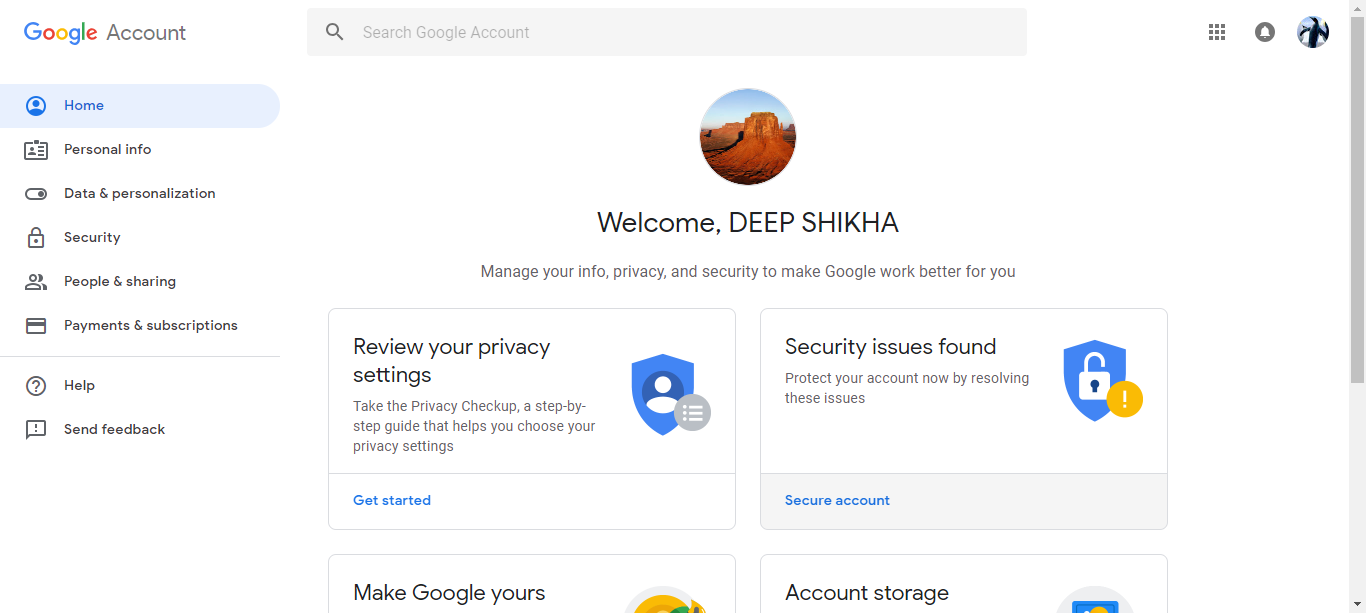 Google Account
Search Google Account
Home
Personal info
Data & personalization
Security
People & sharing
Payments & subscriptions
Help
Send feedback
Welcome, DEEP SHIKHA
Manage your info, privacy, and security to make Google work better for you
Review your privacy
settings
Take the Privacy Checkup, a step-by-
step guide that helps you choose your
privacy settings
Get started
Security issues found
Protect your account now by resolving
these issues
Secure account
Make Google yours
Account storage